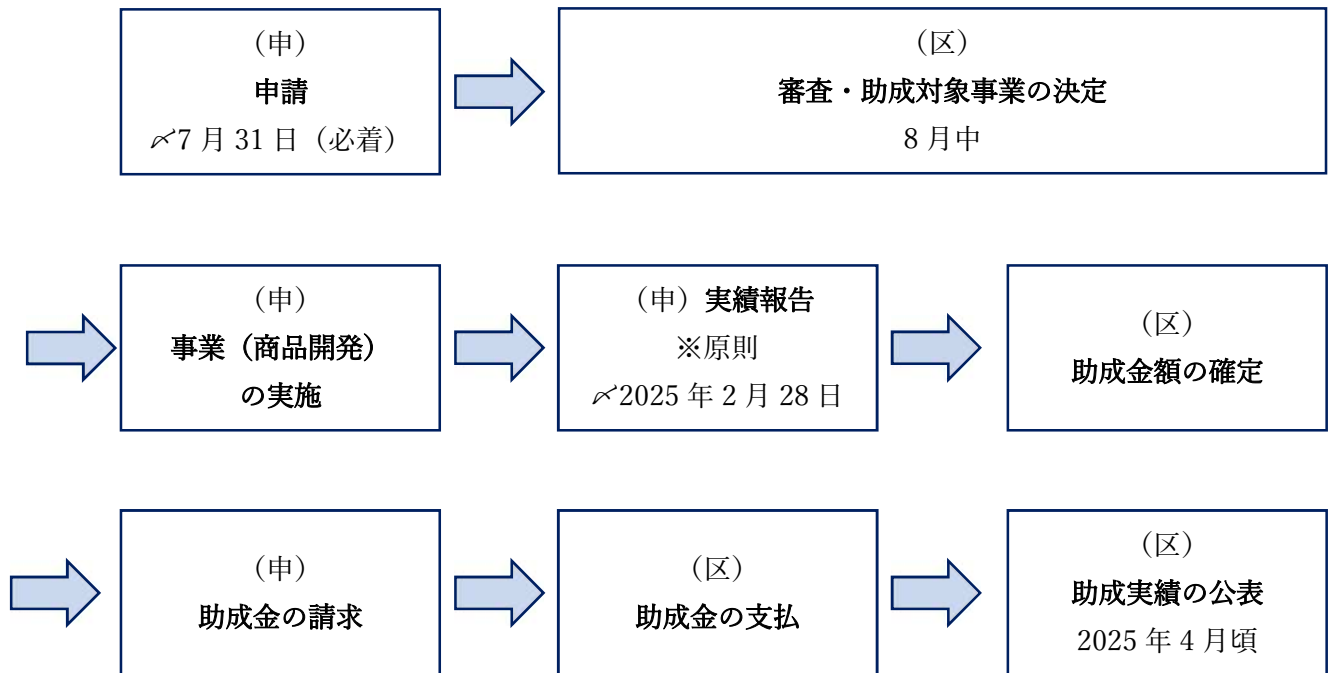 （申）
申請
〆7月31日（必着）
（区）
審査・助成対象事業の決定
8月中
（申）
事業（商品開発）
の実施
（申）実績報告
※原則
〆2025年2月28日
（区）
助成金額の確定
（申）
助成金の請求
（区）
助成金の支払
（区）
助成実績の公表
2025年4月頃